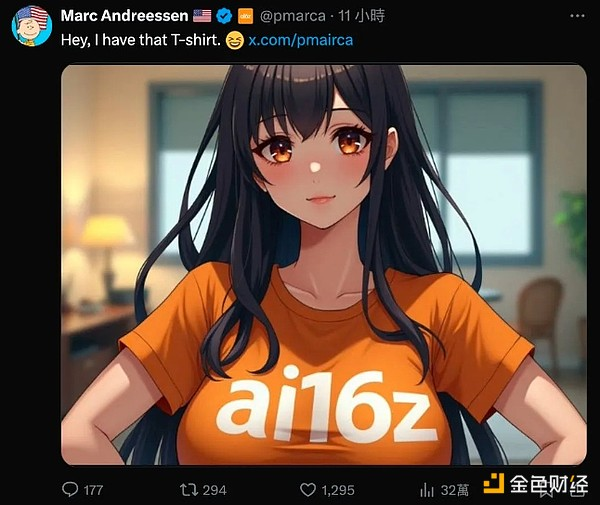 Marc Andreessen 🇺🇸 @pmarca · 11 小時
Hey, I have that T-shirt. 😆 x.com/pmairca
ai16z
177 294 1,295 32萬
金色财经